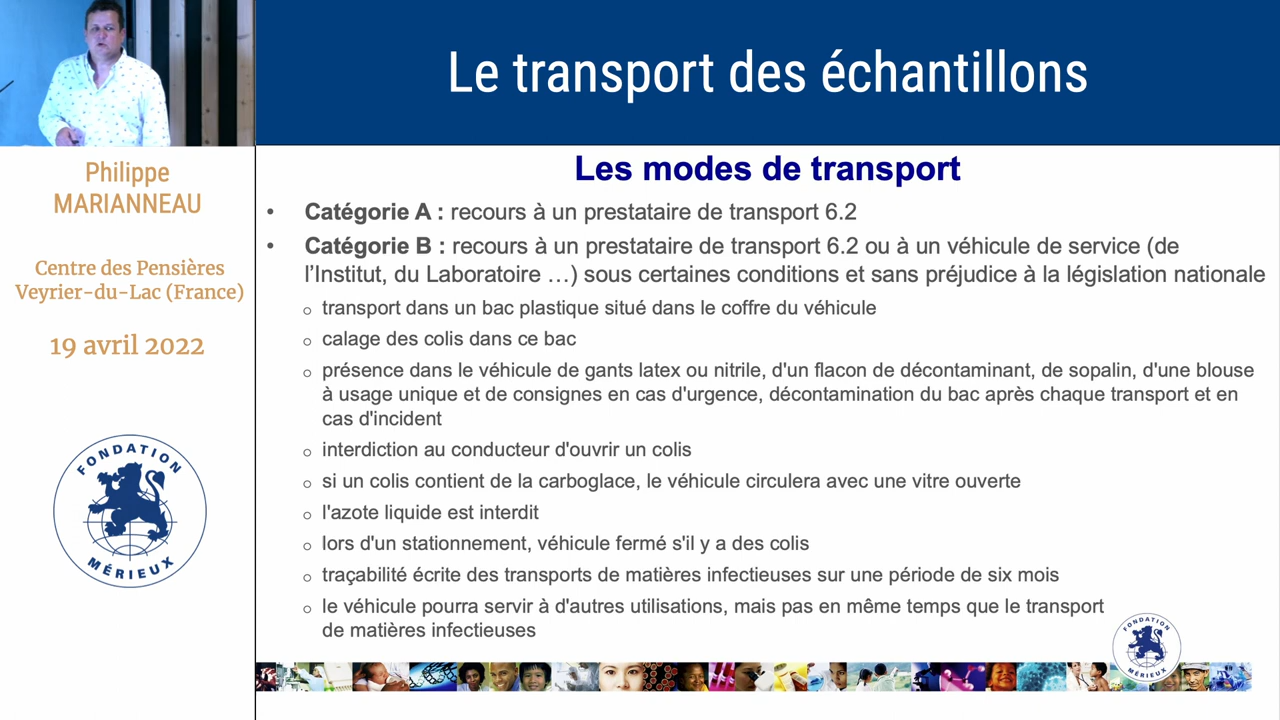 Le transport des échantillons
Philippe
MARIANNEAU
Centre des Pensières
Veyrier-du-Lac (France)
19 avril 2022
FONDATION
MÉRIEUX
Les modes de transport
• Catégorie A : recours à un prestataire de transport 6.2
• Catégorie B : recours à un prestataire de transport 6.2 ou à un véhicule de service (de
l’Institut, du Laboratoire …) sous certaines conditions et sans préjudice à la législation nationale
o transport dans un bac plastique situé dans le coffre du véhicule
o calage des colis dans ce bac
o présence dans le véhicule de gants latex ou nitrile, d'un flacon de décontaminant, de sopalin, d'une blouse
à usage unique et de consignes en cas d'urgence, décontamination du bac après chaque transport et en
cas d'incident
o interdiction au conducteur d'ouvrir un colis
o si un colis contient de la carboglace, le véhicule circulera avec une vitre ouverte
o l'azote liquide est interdit
o lors d'un stationnement, véhicule fermé s'il y a des colis
o traçabilité écrite des transports de matières infectieuses sur une période de six mois
o le véhicule pourra servir à d'autres utilisations, mais pas en même temps que le transport
de matières infectieuses
FONDATION
MÉRIEUX